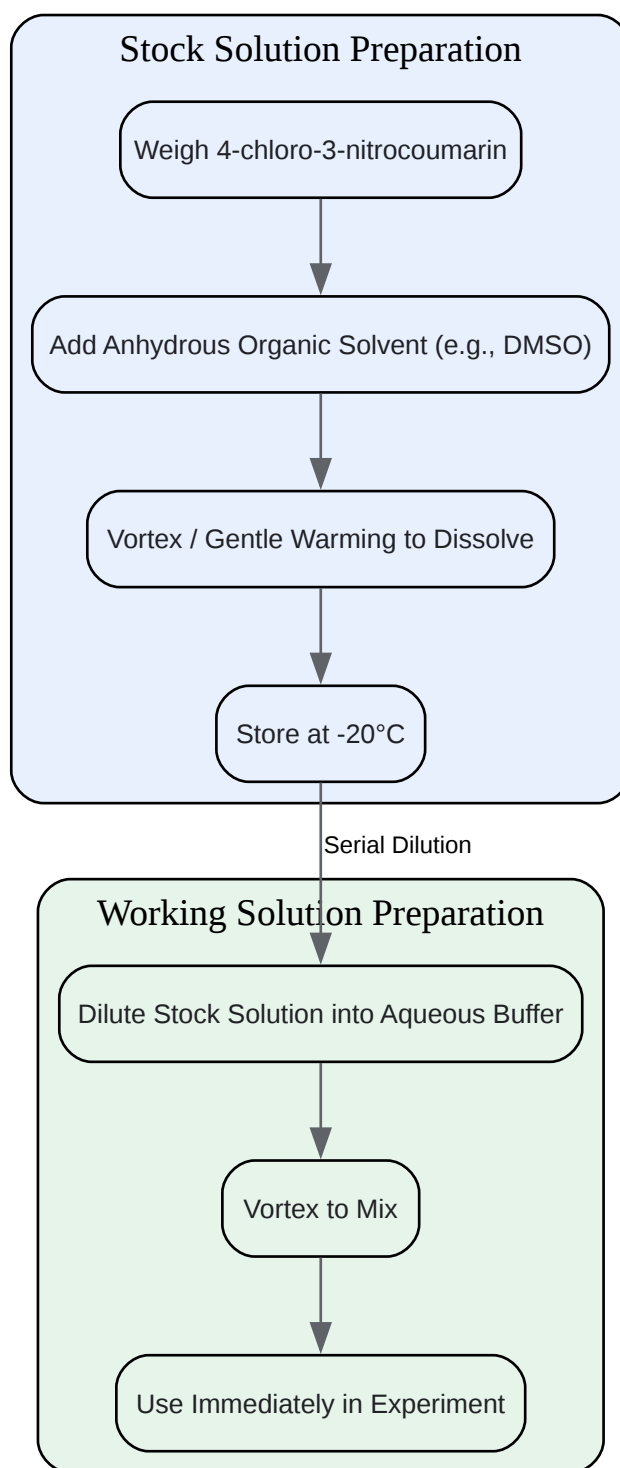 Stock Solution Preparation
Weigh 4-chloro-3-nitrocoumarin
Add Anhydrous Organic Solvent (e.g., DMSO)
Vortex / Gentle Warming to Dissolve
Store at -20°C
Serial Dilution
Working Solution Preparation
Dilute Stock Solution into Aqueous Buffer
Vortex to Mix
Use Immediately in Experiment